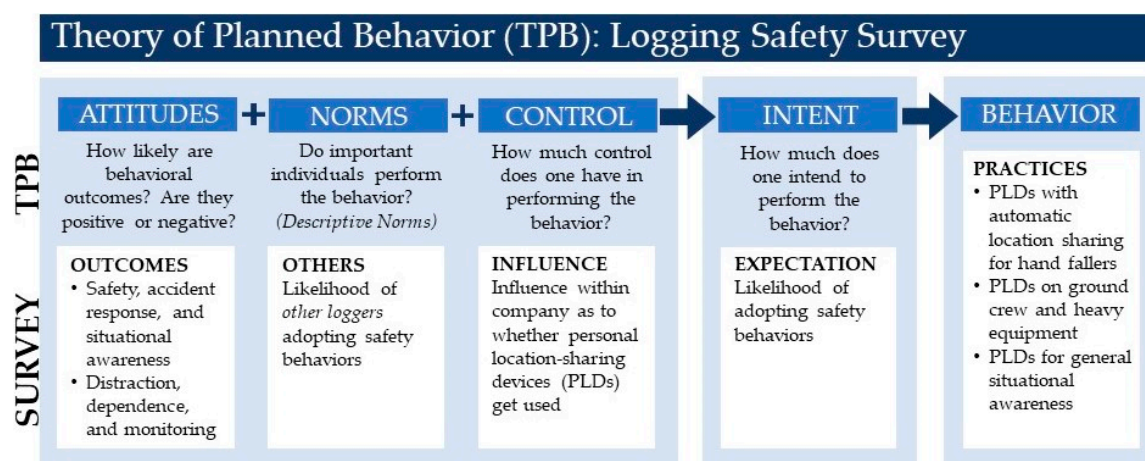 Theory of Planned Behavior (TPB): Logging Safety Survey
TPB
ATTITUDES
How likely are
behavioral
outcomes? Are they
positive or negative?
+
NORMS
Do important
individuals perform
the behavior?
(Descriptive Norms)
+
CONTROL
How much control
does one have in
performing the
behavior?
INTENT
How much does
one intend to
perform the
behavior?
BEHAVIOR
SURVEY
OUTCOMES
• Safety, accident
response, and
situational
awareness
• Distraction,
dependence,
and monitoring
OTHERS
Likelihood of
other loggers
adopting safety
behaviors
INFLUENCE
Influence within
company as to
whether personal
location-sharing
devices (PLDs)
get used
EXPECTATION
Likelihood of
adopting safety
behaviors
PRACTICES
• PLDs with
automatic
location sharing
for hand fallers
• PLDs on ground
crew and heavy
equipment
• PLDs for general
situational
awareness